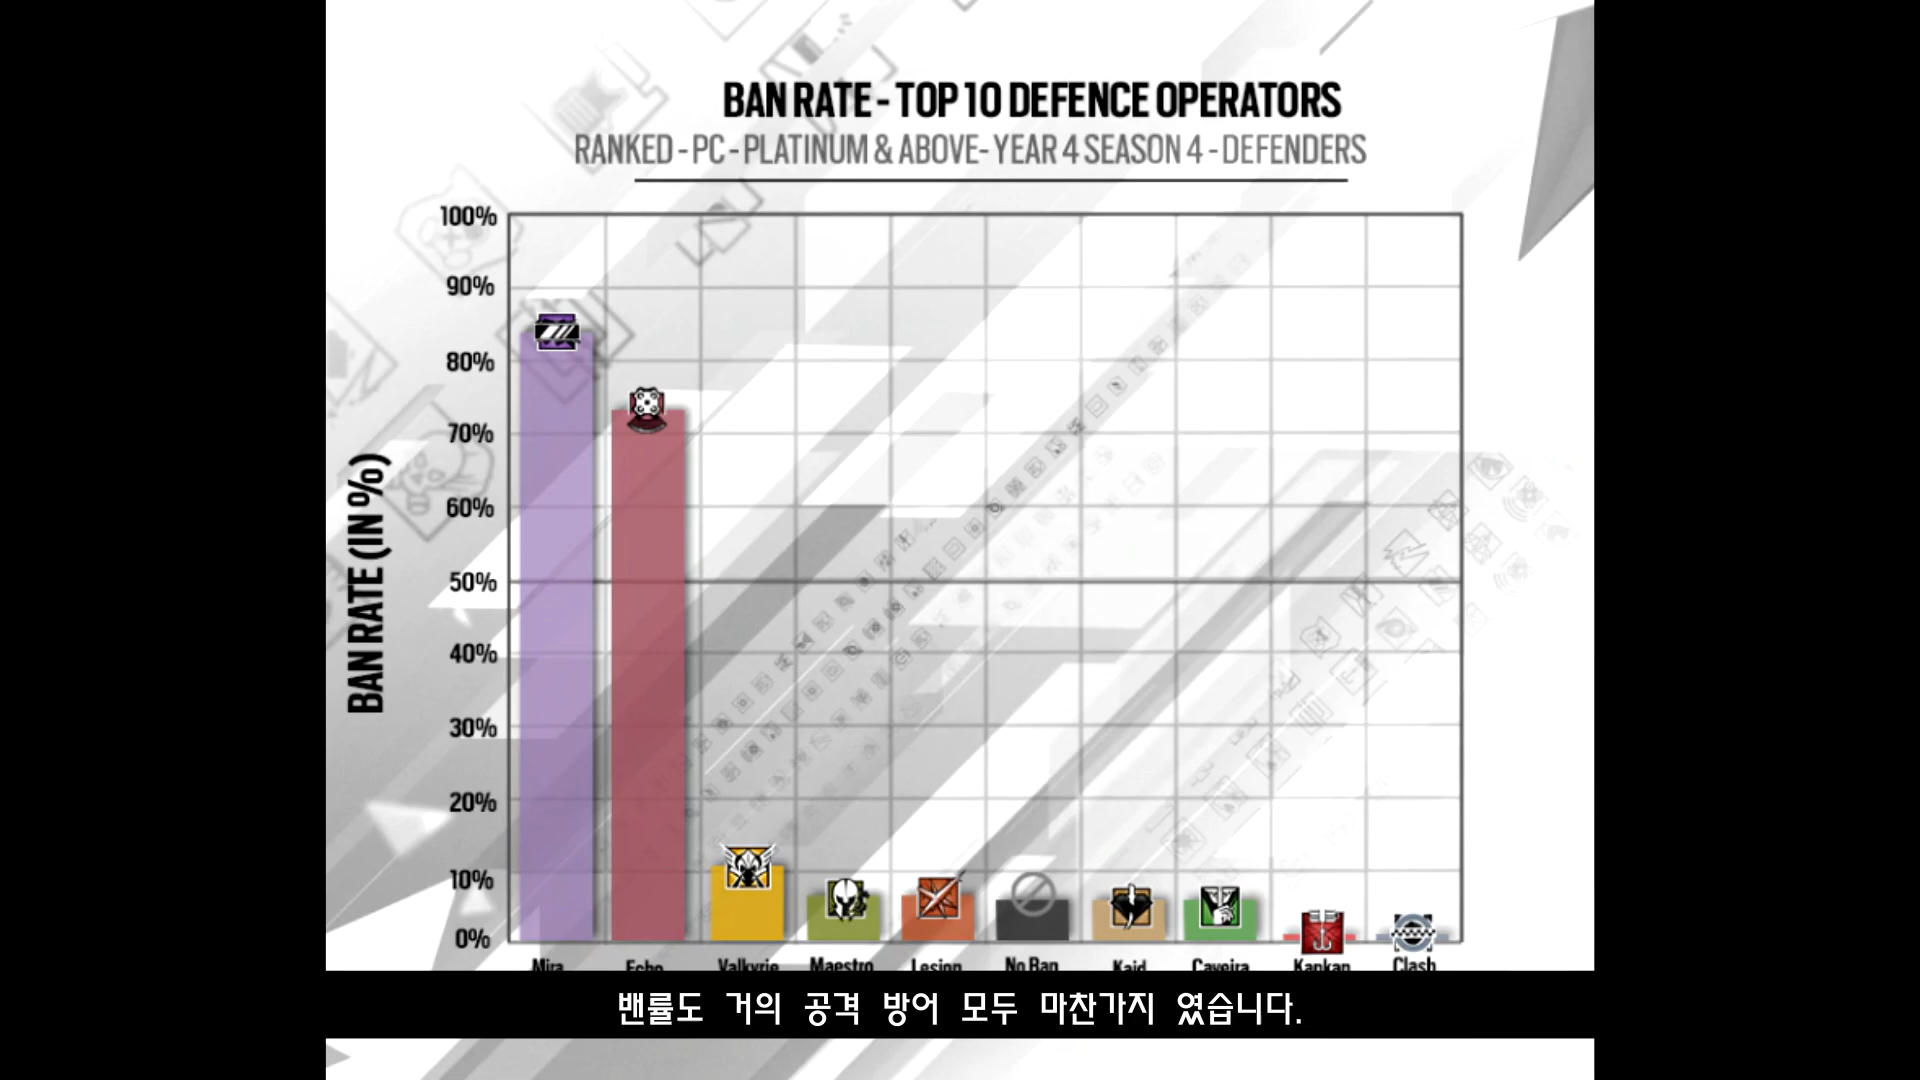 BAN RATE - TOP 10 DEFENCE OPERATORS
RANKED - PC - PLATINUM & ABOVE- YEAR 4 SEASON 4 - DEFENDERS
100%
90%
80%
70%
60%
50%
40%
30%
20%
10%
0%
BAN RATE (IN %)
Mira Echo Valkyrie Maestro Lesion No Ban Kaid Caveira Kapkan Clash
밴률도 거의 공격 방어 모두 마찬가지 였습니다.